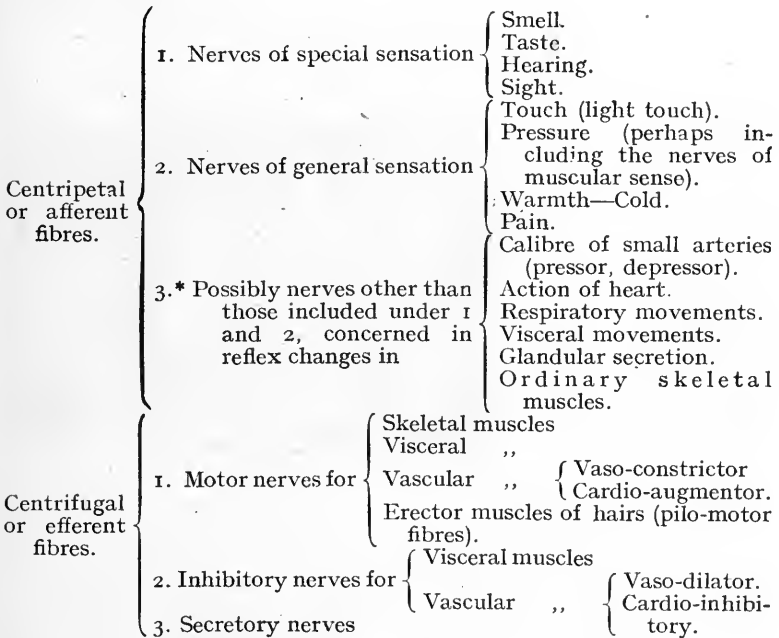 Centripetal
or afferent
fibres.
1. Nerves of special sensation
Smell.
Taste.
Hearing.
Sight.
2. Nerves of general sensation
Touch (light touch).
Pressure (perhaps in-
cluding the nerves of
muscular sense).
Warmth—Cold.
Pain.
3.* Possibly nerves other than
those included under 1
and 2, concerned in
reflex changes in
Calibre of small arteries
(pressor, depressor).
Action of heart.
Respiratory movements.
Visceral movements.
Glandular secretion.
Ordinary skeletal
muscles.
Centrifugal
or efferent
fibres.
1. Motor nerves for
Skeletal muscles
Visceral ,,
Vascular ,,
Vaso-constrictor
Cardio-augmentor.
Erector muscles of hairs (pilo-motor
fibres).
2. Inhibitory nerves for
Visceral muscles
Vascular ,,
Vaso-dilator.
Cardio-inhibi-
tory.
3. Secretory nerves